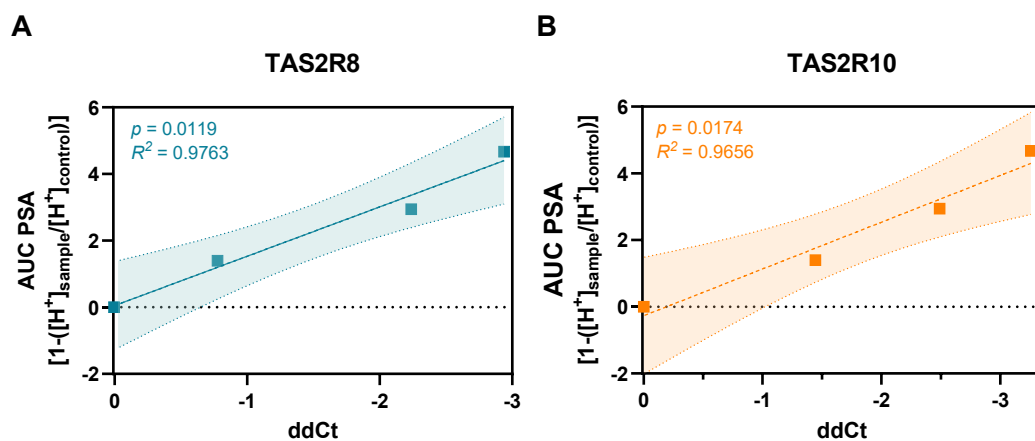 A
TAS2R8
AUC PSA
[1-([H⁺]sample/[H⁺]control)]
6
4
2
0
-2
p = 0.0119
R² = 0.9763
0
-1
-2
-3
ddCt
B
TAS2R10
AUC PSA
[1-([H⁺]sample/[H⁺]control)]
6
4
2
0
-2
p = 0.0174
R² = 0.9656
0
-1
-2
-3
ddCt